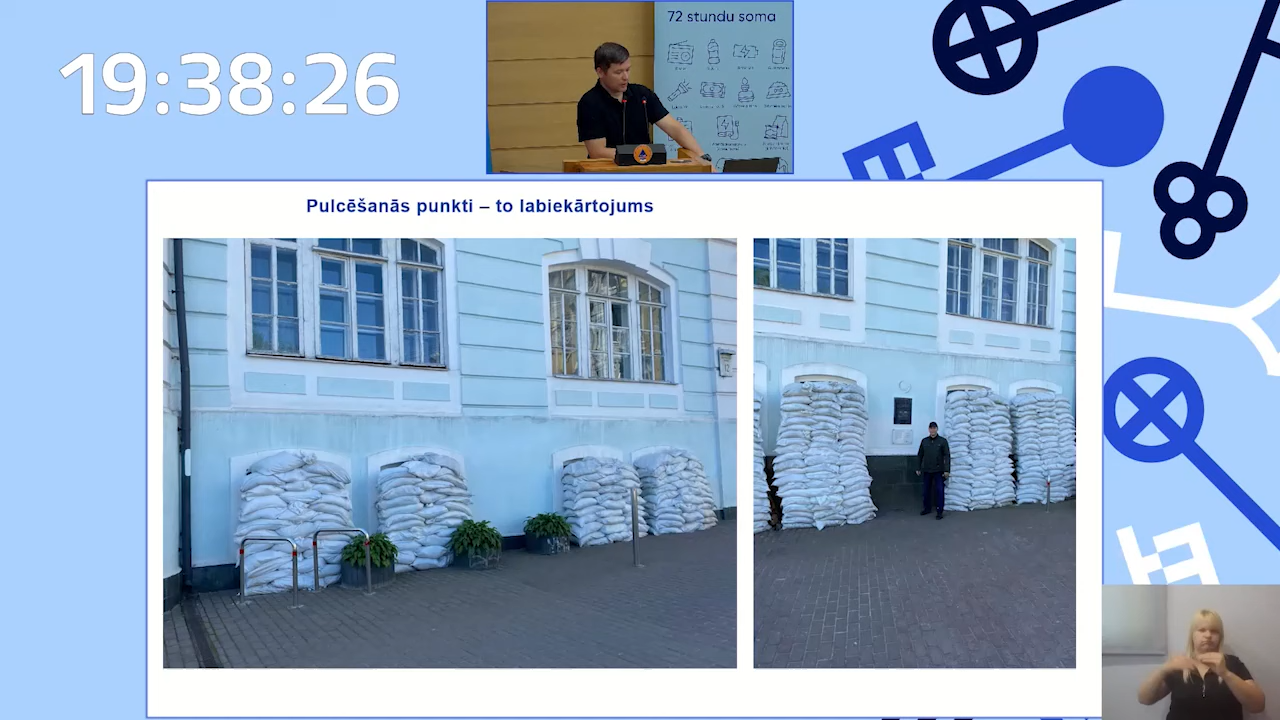 19:38:26
72 stundu soma
Pulcēšanās punkti – to labiekārtojums